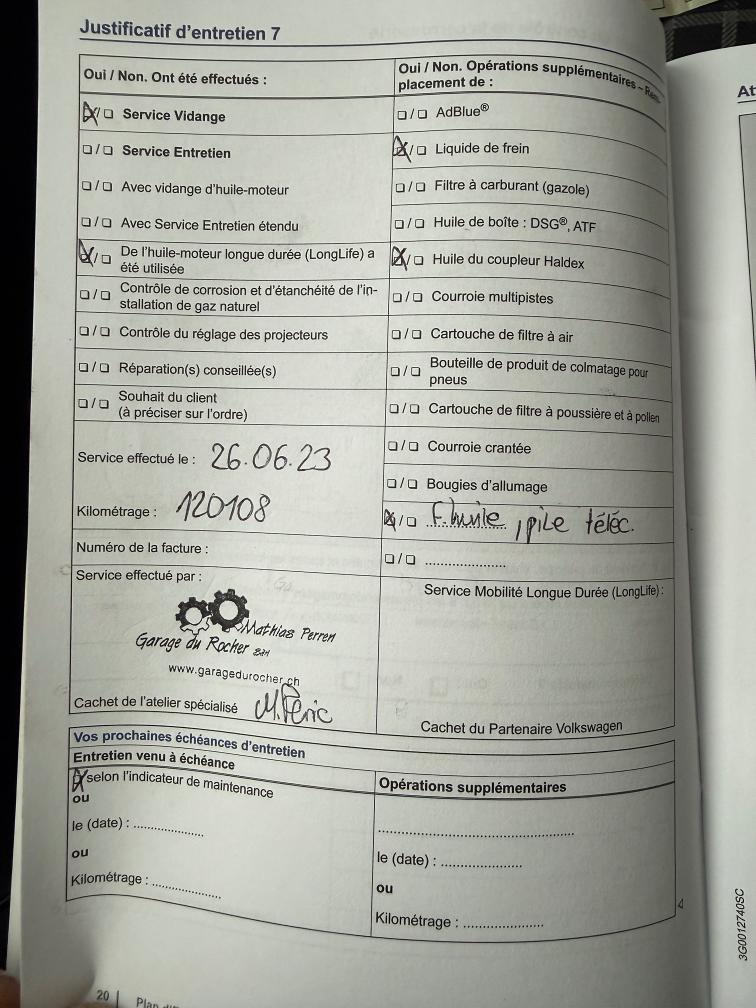 Justificatif d'entretien 7
Oui / Non. Ont été effectués :
☒/☐ Service Vidange
☐/☐ Service Entretien
☐/☐ Avec vidange d'huile-moteur
☐/☐ Avec Service Entretien étendu
☒/☐ De l'huile-moteur longue durée (LongLife) a
été utilisée
☐/☐ Contrôle de corrosion et d'étanchéité de l'in-
stallation de gaz naturel
☐/☐ Contrôle du réglage des projecteurs
☐/☐ Réparation(s) conseillée(s)
☐/☐ Souhait du client
(à préciser sur l'ordre)
Service effectué le : 26.06.23
Kilométrage : 120108
Numéro de la facture :
Service effectué par :
Mathias Perren
Garage du Rocher
www.garagedurocher.ch
Cachet de l'atelier spécialisé
Oui / Non. Opérations supplémentaires – Rem-
placement de :
☐/☐ AdBlue®
☒/☐ Liquide de frein
☐/☐ Filtre à carburant (gazole)
☐/☐ Huile de boîte : DSG®, ATF
☒/☐ Huile du coupleur Haldex
☐/☐ Courroie multipistes
☐/☐ Cartouche de filtre à air
☐/☐ Bouteille de produit de colmatage pour
pneus
☐/☐ Cartouche de filtre à poussière et à pollen
☐/☐ Courroie crantée
☐/☐ Bougies d'allumage
☒/☐ F. huile, pile téléc.
☐/☐ ......................
Service Mobilité Longue Durée (LongLife) :
Cachet du Partenaire Volkswagen
Vos prochaines échéances d'entretien
Entretien venu à échéance
☒ selon l'indicateur de maintenance
ou
le (date) : ...................
ou
Kilométrage : ...................
Opérations supplémentaires
.....................................................
le (date) : ......................
ou
Kilométrage : ......................
20
3G0012740SC